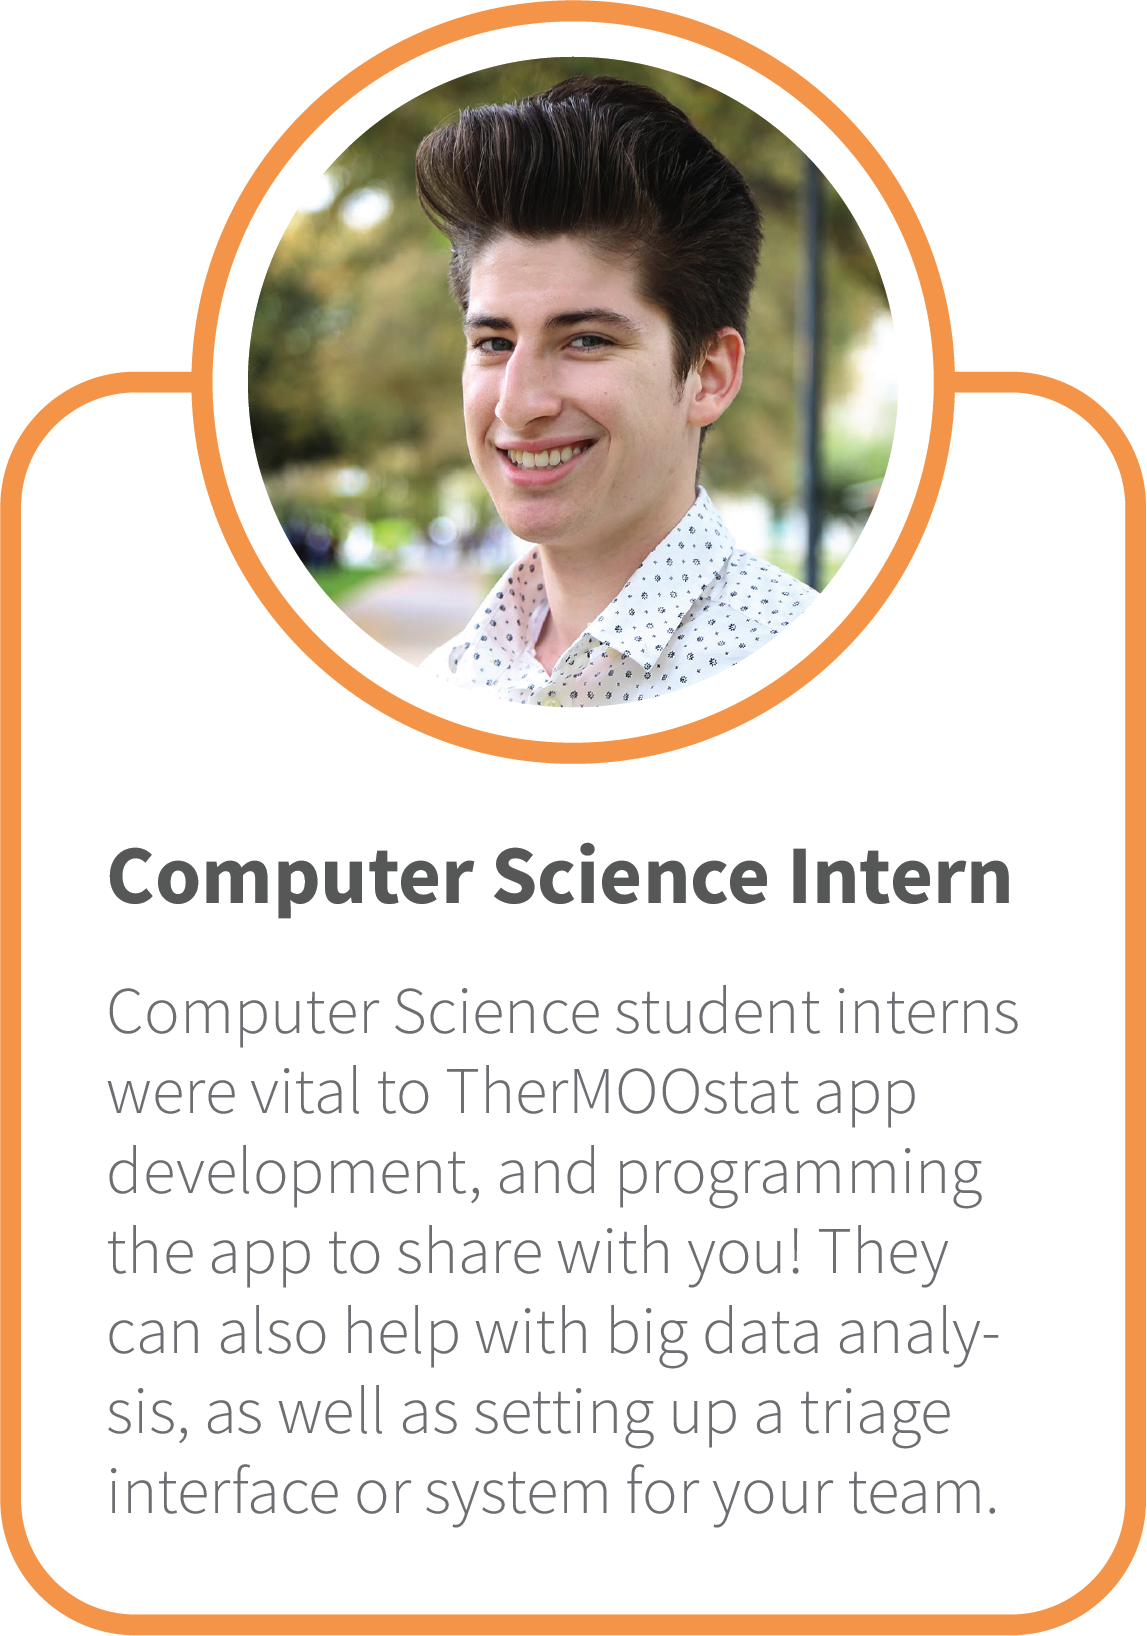 Computer Science Intern
Computer Science student interns
were vital to TherMOOstat app
development, and programming
the app to share with you! They
can also help with big data analy-
sis, as well as setting up a triage
interface or system for your team.